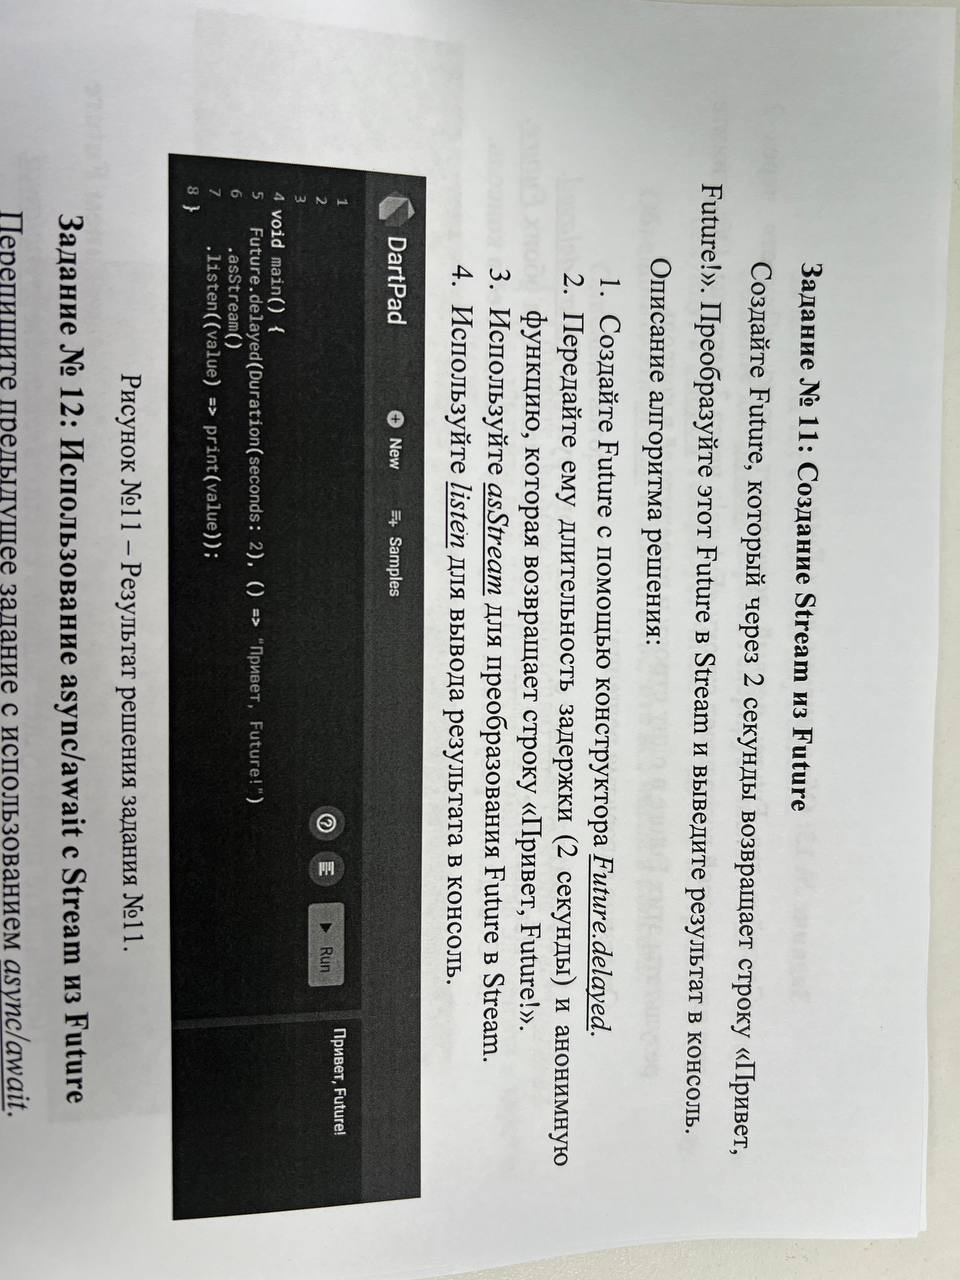 Задание № 11: Создание Stream из Future
Создайте Future, который через 2 секунды возвращает строку «Привет,
Future!». Преобразуйте этот Future в Stream и выведите результат в консоль.
Описание алгоритма решения:
1. Создайте Future с помощью конструктора Future.delayed.
2. Передайте ему длительность задержки (2 секунды) и анонимную
функцию, которая возвращает строку «Привет, Future!».
3. Используйте asStream для преобразования Future в Stream.
4. Используйте listen для вывода результата в консоль.
DartPad New Samples
Run
Привет, Future!
1
2
3
4 void main() {
5 Future.delayed(Duration(seconds: 2), () => "Привет, Future!")
6 .asStream()
7 .listen((value) => print(value));
8 }
Рисунок №11 – Результат решения задания №11.
Задание № 12: Использование async/await с Stream из Future
Перепишите предыдущее задание с использованием async/await.